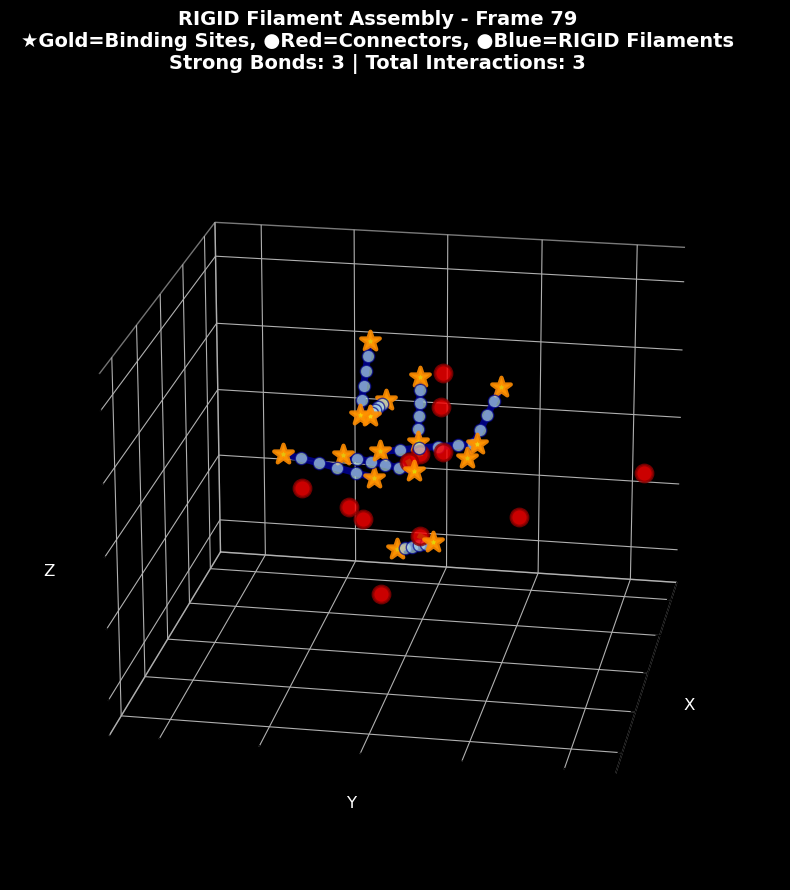 RIGID Filament Assembly - Frame 79
★Gold=Binding Sites, ●Red=Connectors, ●Blue=RIGID Filaments
Strong Bonds: 3 | Total Interactions: 3
Z
X
Y